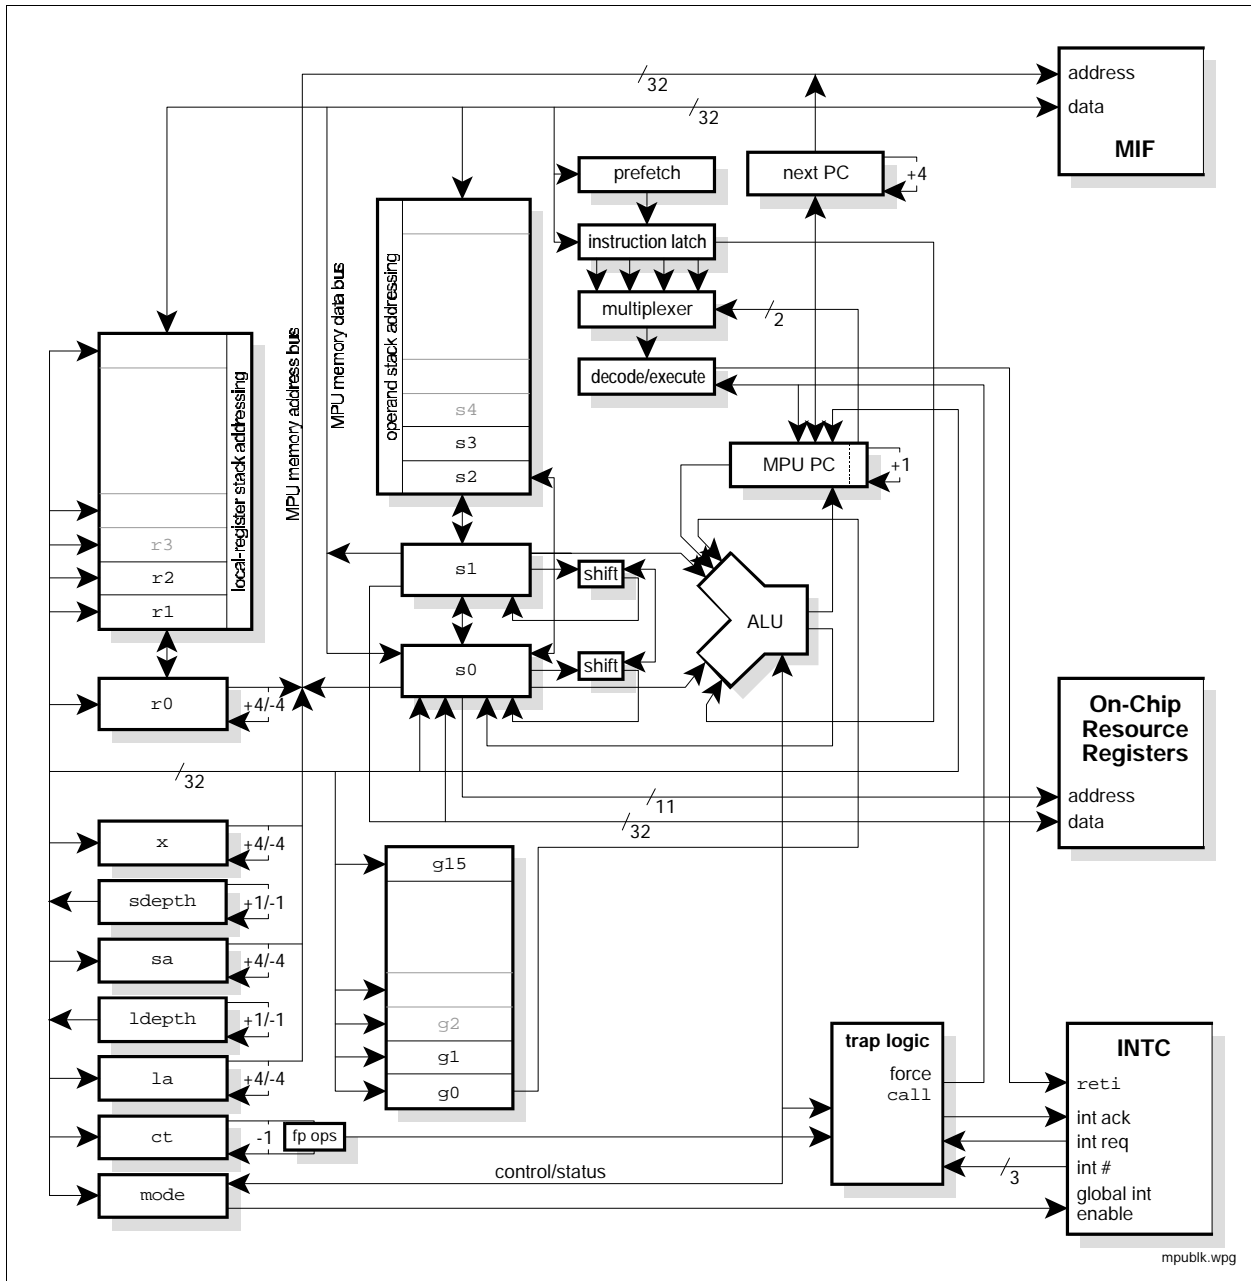 32
address
32
data
MIF
prefetch
next PC
+4
instruction latch
multiplexer
2
decode/execute
MPU memory address bus
MPU memory data bus
operand stack addressing
s4
s3
s2
MPU PC
+1
local-register stack addressing
r3
r2
r1
s1
shift
ALU
s0
shift
r0
+4/-4
On-Chip
Resource
Registers
address
data
32
11
32
x
+4/-4
sdepth
+1/-1
sa
+4/-4
ldepth
+1/-1
la
+4/-4
ct
-1
fp ops
mode
control/status
g15
g2
g1
g0
trap logic
force
call
INTC
reti
int ack
int req
int #
3
global int
enable
mpublk.wpg